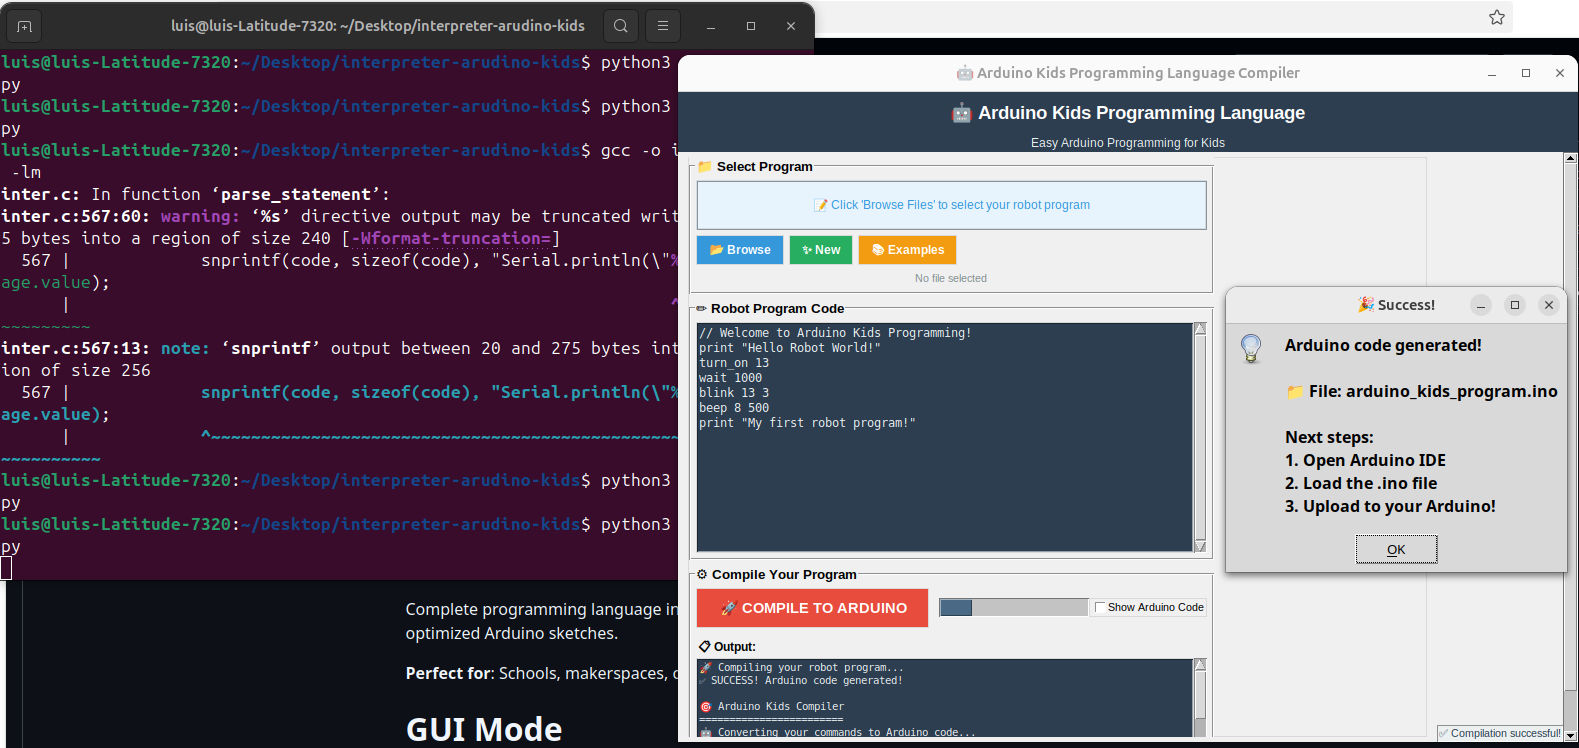 luis@luis-Latitude-7320: ~/Desktop/interpreter-arudino-kids
luis@luis-Latitude-7320:~/Desktop/interpreter-arudino-kids$ python3
py
luis@luis-Latitude-7320:~/Desktop/interpreter-arudino-kids$ python3
py
luis@luis-Latitude-7320:~/Desktop/interpreter-arudino-kids$ gcc -o i
-lm
inter.c: In function ‘parse_statement’:
inter.c:567:60: warning: ‘%s’ directive output may be truncated writ
5 bytes into a region of size 240 [-Wformat-truncation=]
567 | snprintf(code, sizeof(code), "Serial.println(\"%
age.value);
| ^
~~~~~~~~~
inter.c:567:13: note: ‘snprintf’ output between 20 and 275 bytes int
ion of size 256
567 | snprintf(code, sizeof(code), "Serial.println(\"%
age.value);
| ^~~~~~~~~~~~~~~~~~~~~~~~~~~~~~~~~~~~~~~~~~~~~~~
~~~~~~~~~~
luis@luis-Latitude-7320:~/Desktop/interpreter-arudino-kids$ python3
py
luis@luis-Latitude-7320:~/Desktop/interpreter-arudino-kids$ python3
py
Complete programming language in
optimized Arduino sketches.
Perfect for: Schools, makerspaces, c
GUI Mode
🤖 Arduino Kids Programming Language Compiler
🤖 Arduino Kids Programming Language
Easy Arduino Programming for Kids
📁 Select Program
📝 Click 'Browse Files' to select your robot program
📂 Browse
✨ New
📚 Examples
No file selected
✏ Robot Program Code
// Welcome to Arduino Kids Programming!
print "Hello Robot World!"
turn_on 13
wait 1000
blink 13 3
beep 8 500
print "My first robot program!"
⚙ Compile Your Program
🚀 COMPILE TO ARDUINO
Show Arduino Code
📋 Output:
🚀 Compiling your robot program...
✅ SUCCESS! Arduino code generated!
🎯 Arduino Kids Compiler
========================
🤖 Converting your commands to Arduino code...
✅ Compilation successful!
🎉 Success!
Arduino code generated!
📁 File: arduino_kids_program.ino
Next steps:
1. Open Arduino IDE
2. Load the .ino file
3. Upload to your Arduino!
OK